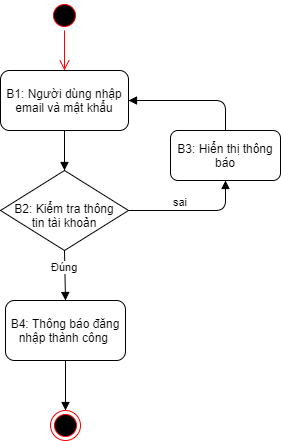 B1: Người dùng nhập
email và mật khẩu
B3: Hiển thị thông
báo
B2: Kiểm tra thông
tin tài khoản
sai
Đúng
B4: Thông báo đăng
nhập thành công